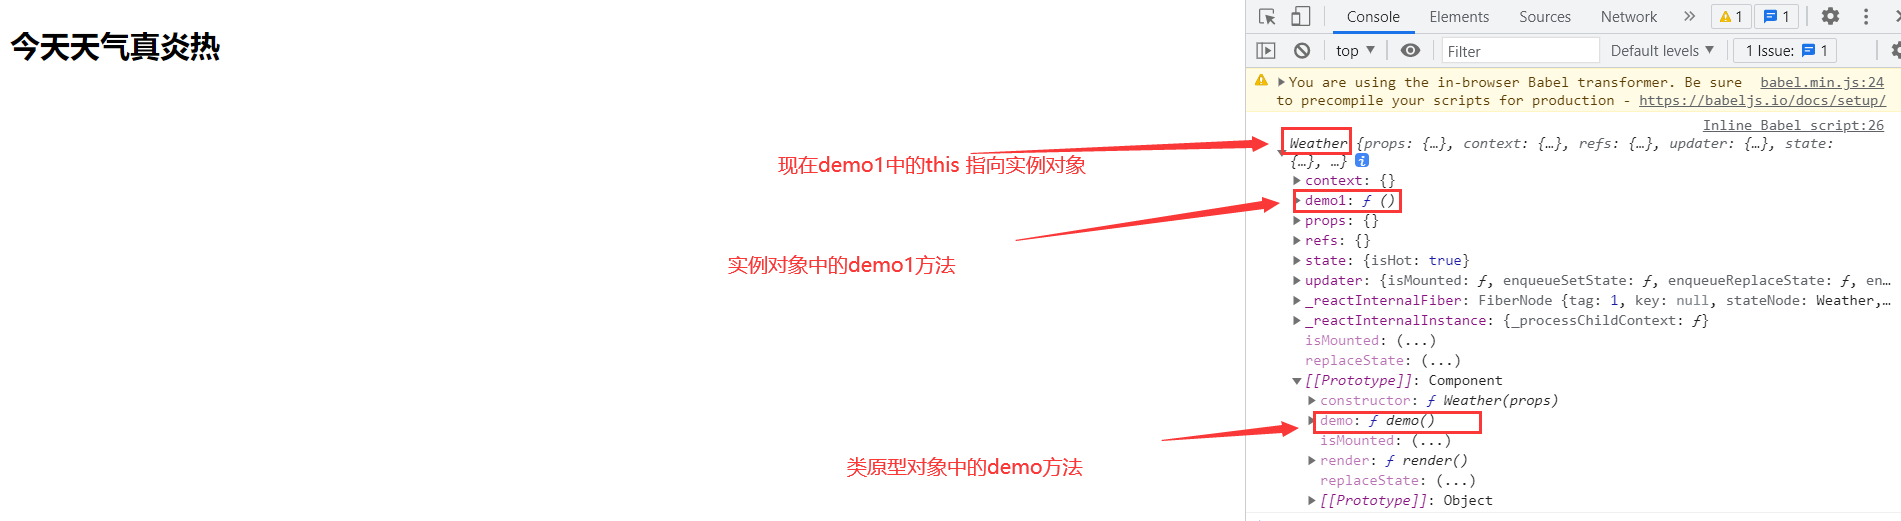 今天天气真炎热
现在demo1中的this 指向实例对象
实例对象中的demo1方法
类原型对象中的demo方法
Console Elements Sources Network » 1 1
top Filter Default levels 1 Issue: 1
You are using the in-browser Babel transformer. Be sure babel.min.js:24
to precompile your scripts for production - https://babeljs.io/docs/setup/
Inline Babel script:26
Weather {props: {…}, context: {…}, refs: {…}, updater: {…}, state:
{…}, …} i
context: {}
demo1: ƒ ()
props: {}
refs: {}
state: {isHot: true}
updater: {isMounted: ƒ, enqueueSetState: ƒ, enqueueReplaceState: ƒ, en…
_reactInternalFiber: FiberNode {tag: 1, key: null, stateNode: Weather,…
_reactInternalInstance: {_processChildContext: ƒ}
isMounted: (...)
replaceState: (...)
[[Prototype]]: Component
constructor: ƒ Weather(props)
demo: ƒ demo()
isMounted: (...)
render: ƒ render()
replaceState: (...)
[[Prototype]]: Object